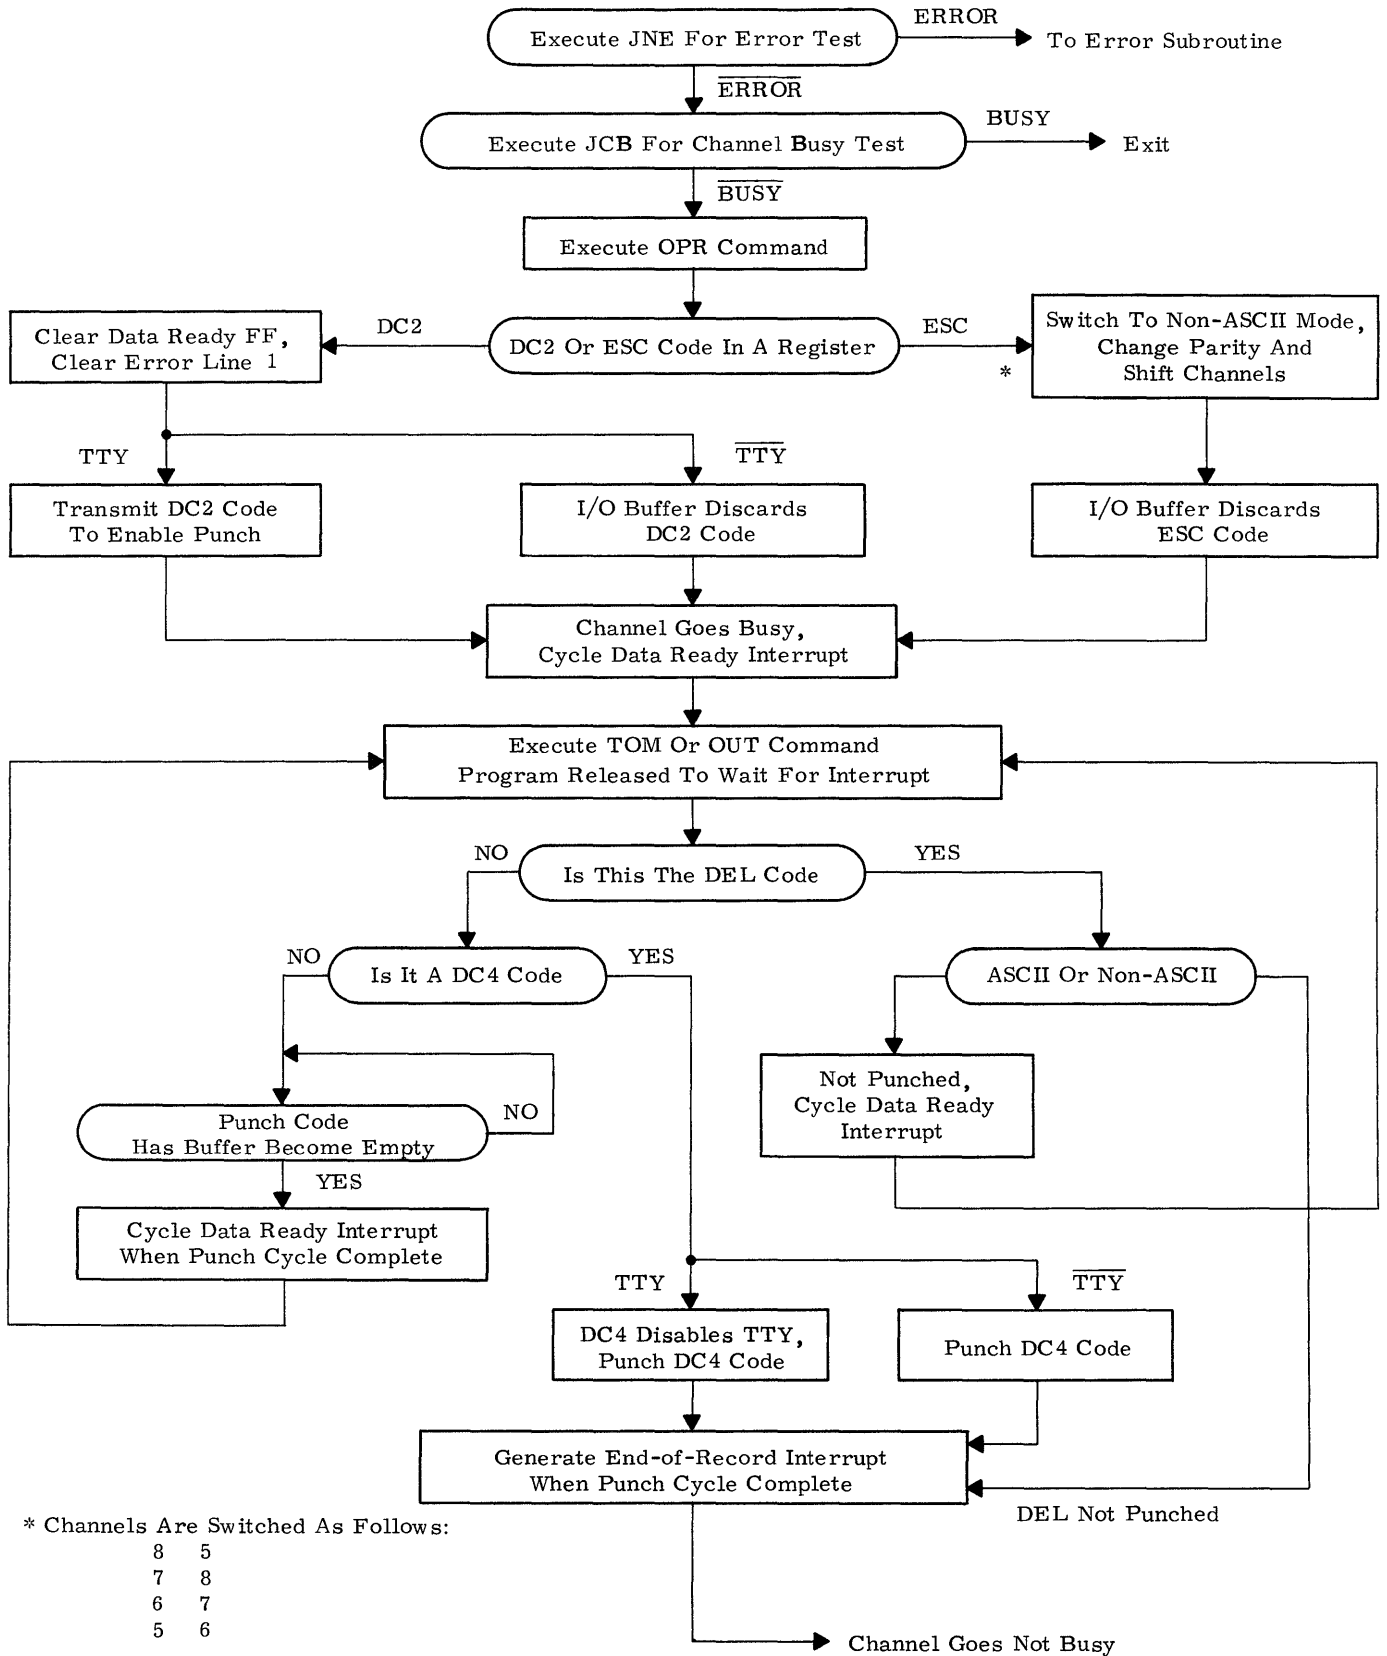 ERROR
Execute JNE For Error Test
To Error Subroutine
ERROR
BUSY
Execute JCB For Channel Busy Test
Exit
BUSY
Execute OPR Command
Clear Data Ready FF,
Clear Error Line 1
DC2
DC2 Or ESC Code In A Register
ESC
*
Switch To Non-ASCII Mode,
Change Parity And
Shift Channels
TTY
TTY
Transmit DC2 Code
To Enable Punch
I/O Buffer Discards
DC2 Code
I/O Buffer Discards
ESC Code
Channel Goes Busy,
Cycle Data Ready Interrupt
Execute TOM Or OUT Command
Program Released To Wait For Interrupt
NO
Is This The DEL Code
YES
NO
Is It A DC4 Code
YES
ASCII Or Non-ASCII
Not Punched,
Cycle Data Ready
Interrupt
Punch Code
Has Buffer Become Empty
NO
YES
Cycle Data Ready Interrupt
When Punch Cycle Complete
TTY
TTY
DC4 Disables TTY,
Punch DC4 Code
Punch DC4 Code
Generate End-of-Record Interrupt
When Punch Cycle Complete
DEL Not Punched
* Channels Are Switched As Follows:
8 5
7 8
6 7
5 6
Channel Goes Not Busy